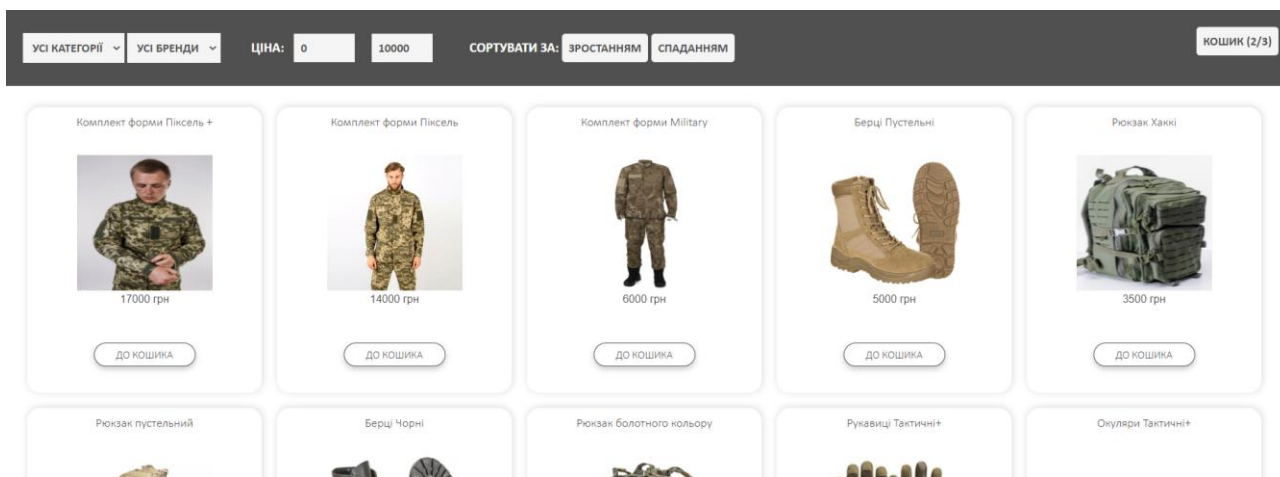 УСІ КАТЕГОРІЇ УСІ БРЕНДИ ЦІНА: 0 10000 СОРТУВАТИ ЗА: ЗРОСТАННЯМ СПАДАННЯМ КОШИК (2/3)
Комплект форми Піксель + Комплект форми Піксель Комплект форми Military Берці Пустельні Рюкзак Хаккі
17000 грн 14000 грн 6000 грн 5000 грн 3500 грн
ДО КОШИКА ДО КОШИКА ДО КОШИКА ДО КОШИКА ДО КОШИКА
Рюкзак пустельний Берці Чорні Рюкзак болотного кольору Рукавиці Тактичні+ Окуляри Тактичні+